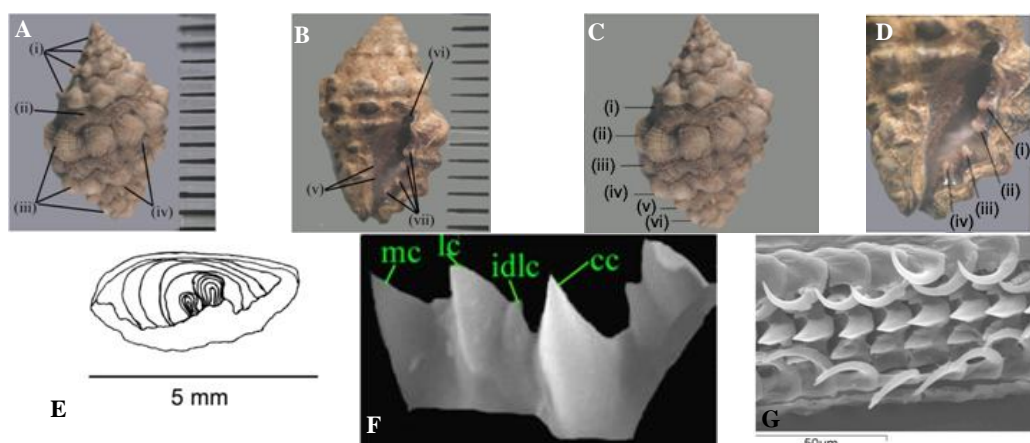 A
(i)
(ii)
(iii)
(iv)
B
(vi)
(v)
(vii)
C
(i)
(ii)
(iii)
(iv)
(v)
(vi)
D
(i)
(ii)
(iii)
(iv)
E
5 mm
F
mc
lc
idlc
cc
G
50µm